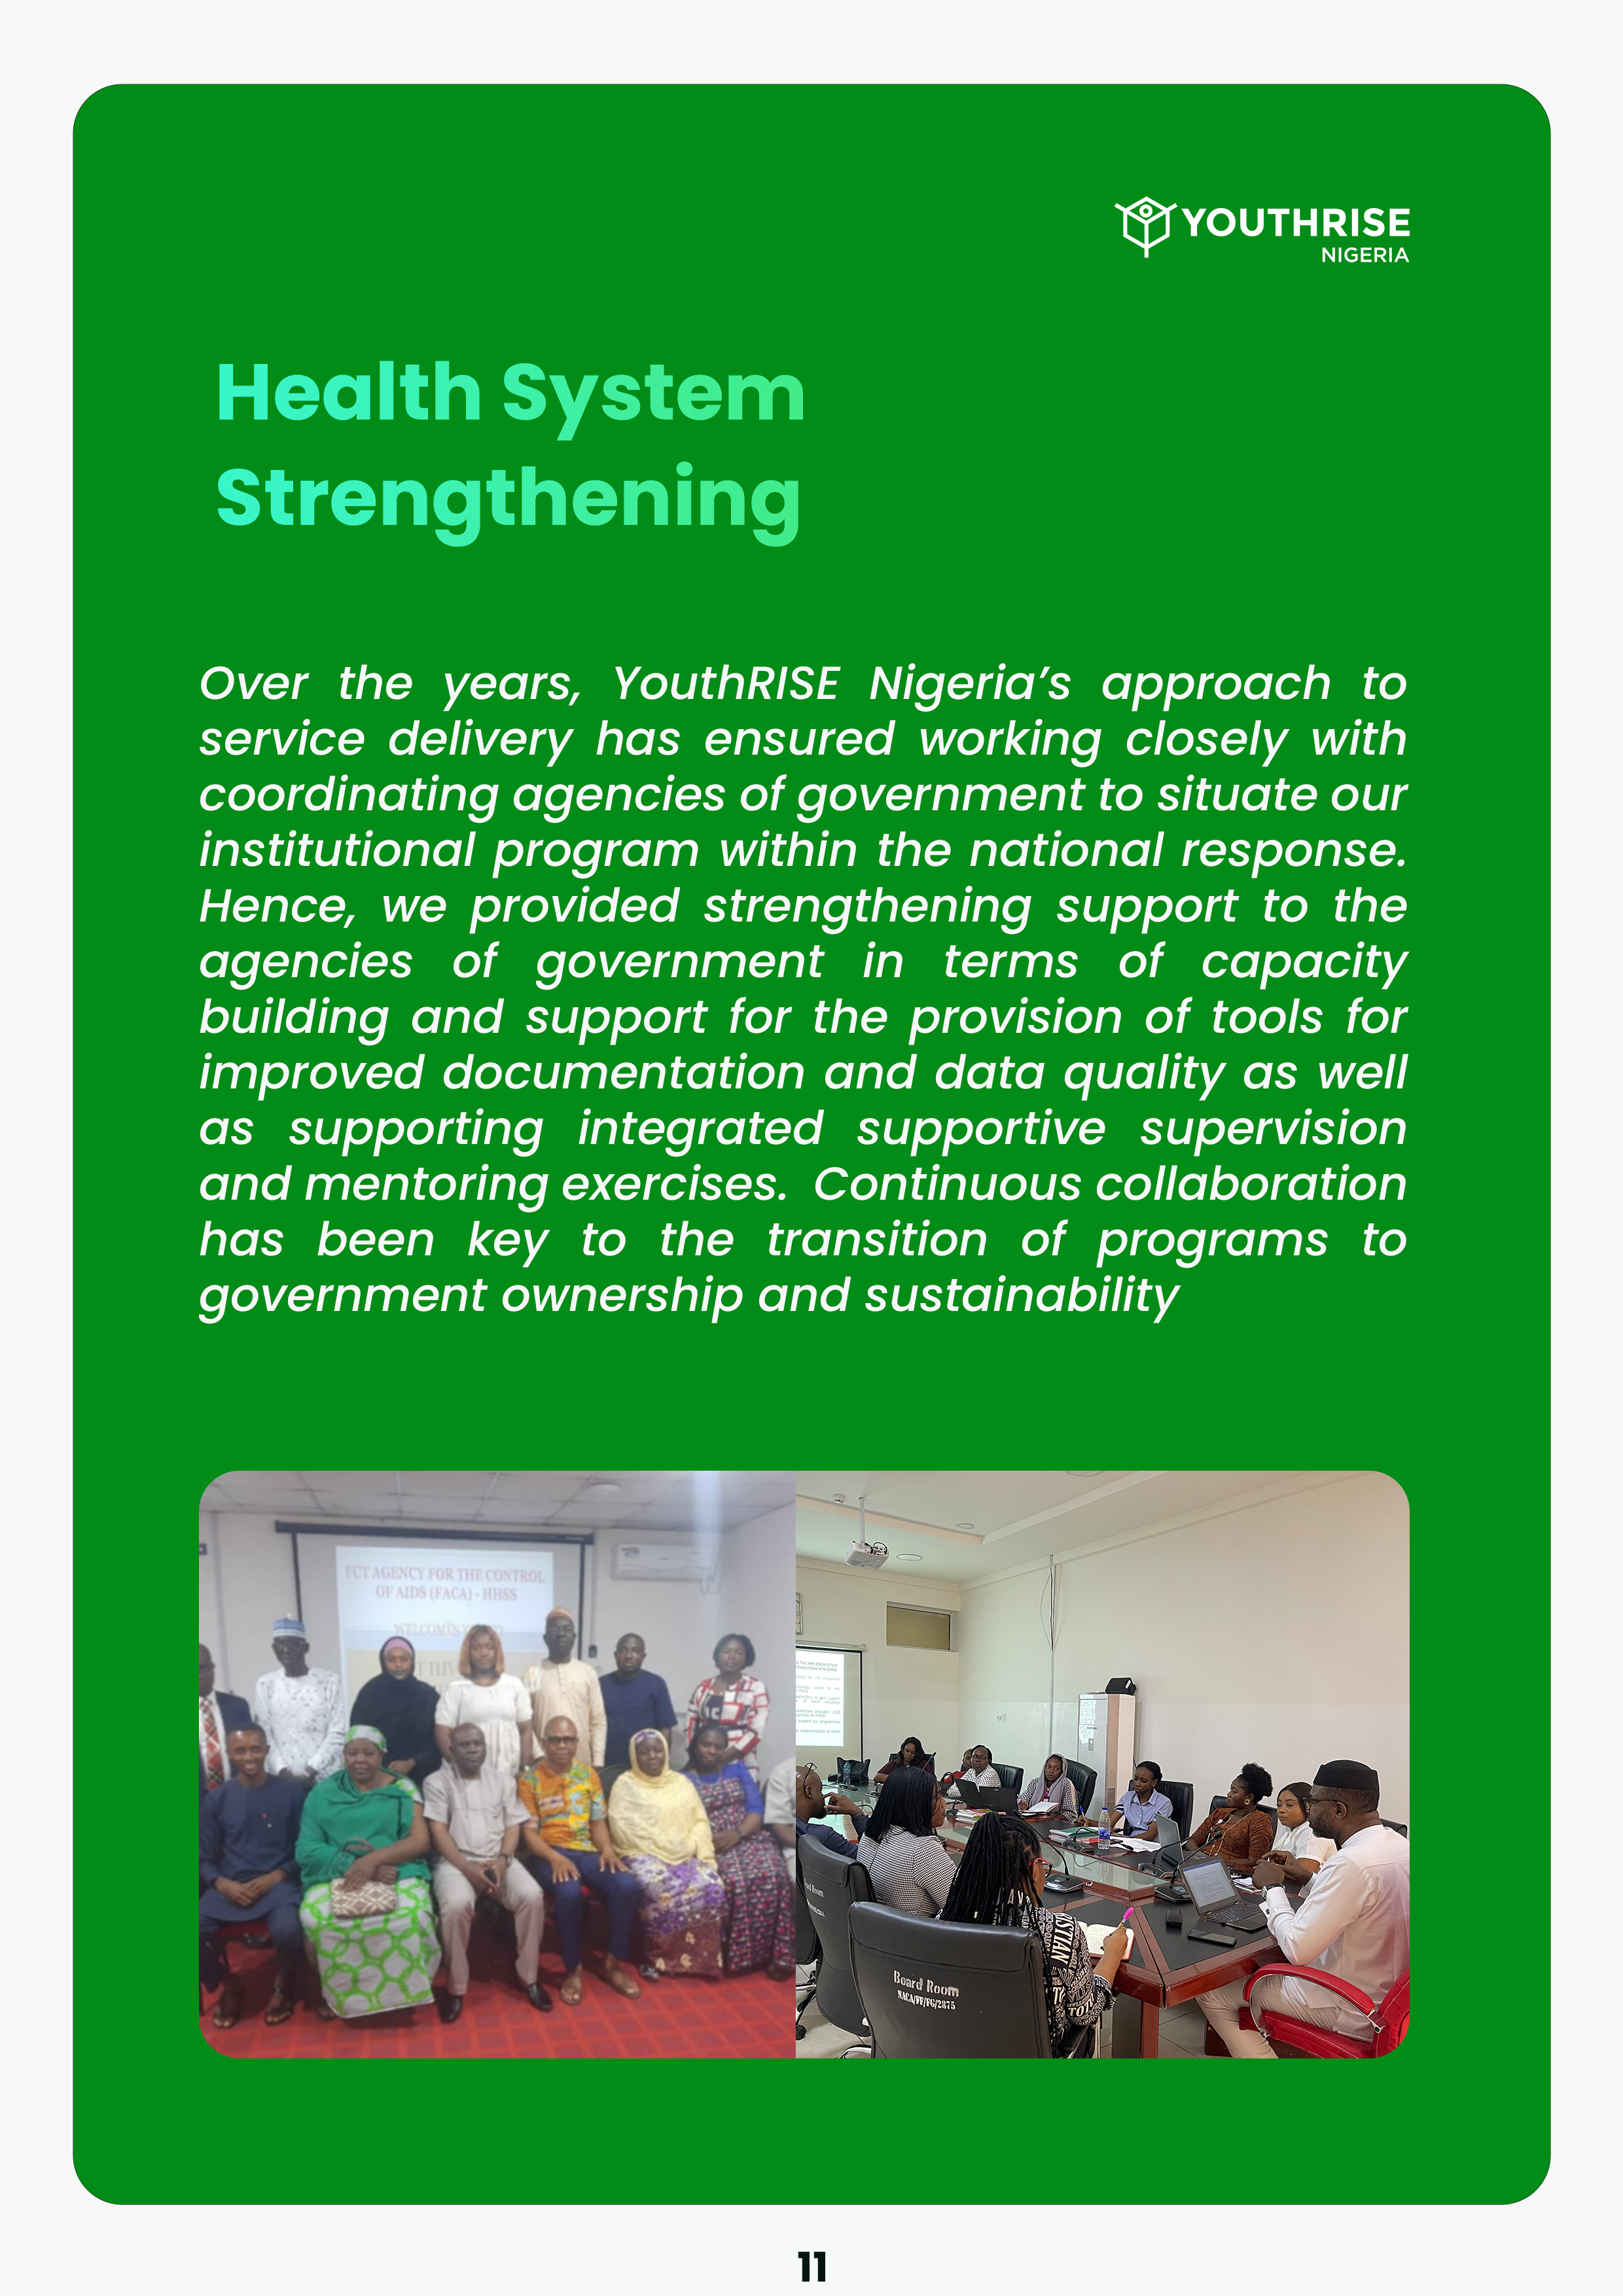 YOUTHRISE
NIGERIA
Health System
Strengthening
Over the years, YouthRISE Nigeria’s approach to
service delivery has ensured working closely with
coordinating agencies of government to situate our
institutional program within the national response.
Hence, we provided strengthening support to the
agencies of government in terms of capacity
building and support for the provision of tools for
improved documentation and data quality as well
as supporting integrated supportive supervision
and mentoring exercises. Continuous collaboration
has been key to the transition of programs to
government ownership and sustainability
FCT AGENCY FOR THE CONTROL
OF AIDS (FACA) - HHSS
Board Room
NACA/FF/FG/2875
11